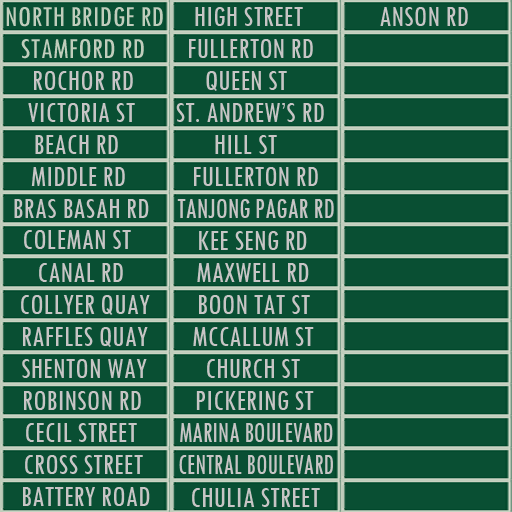 NORTH BRIDGE RD
STAMFORD RD
ROCHOR RD
VICTORIA ST
BEACH RD
MIDDLE RD
BRAS BASAH RD
COLEMAN ST
CANAL RD
COLLYER QUAY
RAFFLES QUAY
SHENTON WAY
ROBINSON RD
CECIL STREET
CROSS STREET
BATTERY ROAD
HIGH STREET
FULLERTON RD
QUEEN ST
ST. ANDREW'S RD
HILL ST
FULLERTON RD
TANJONG PAGAR RD
KEE SENG RD
MAXWELL RD
BOON TAT ST
MCCALLUM ST
CHURCH ST
PICKERING ST
MARINA BOULEVARD
CENTRAL BOULEVARD
CHULIA STREET
ANSON RD